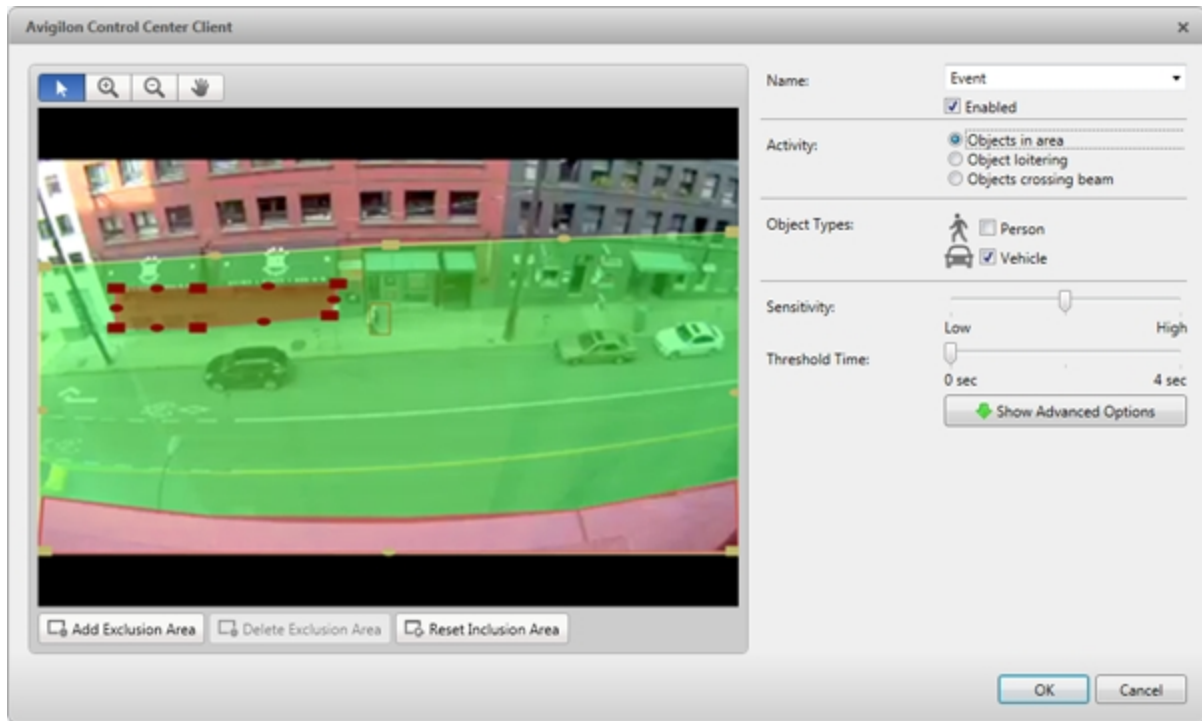 Avigilon Control Center Client
Name:
Event
Enabled
Activity:
Objects in area
Object loitering
Objects crossing beam
Object Types:
Person
Vehicle
Sensitivity:
Low
High
Threshold Time:
0 sec
4 sec
Show Advanced Options
Add Exclusion Area
Delete Exclusion Area
Reset Inclusion Area
OK
Cancel